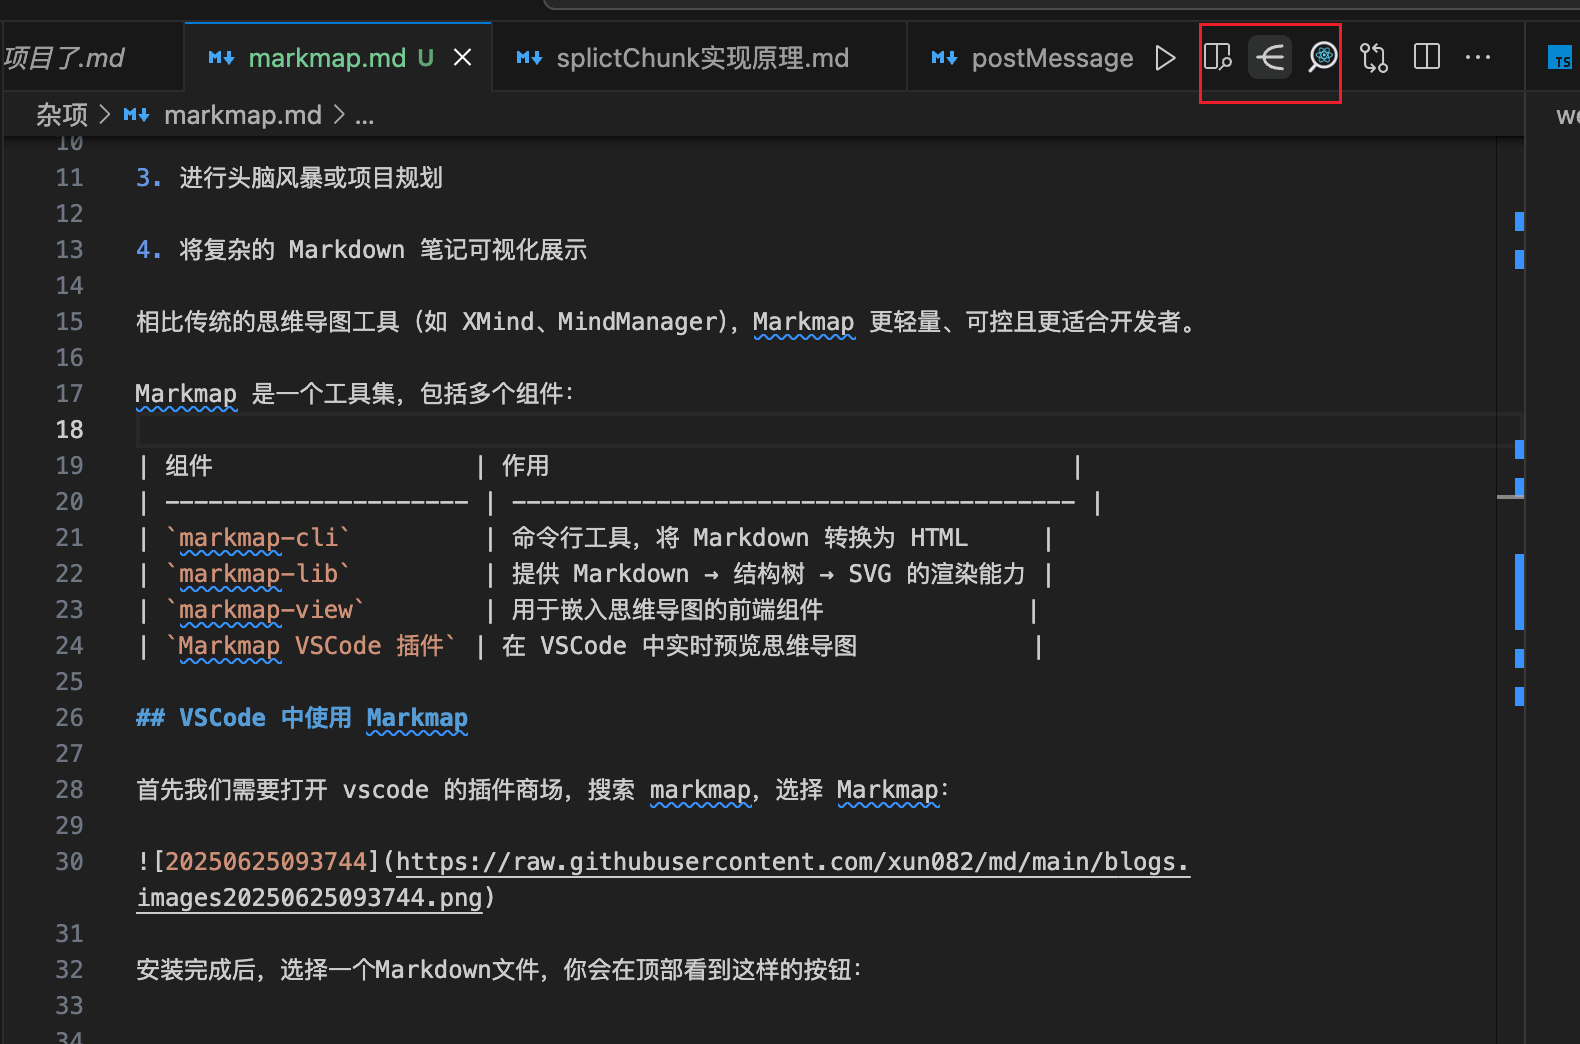 项目了.md
markmap.md U
splictChunk实现原理.md
postMessage
TS
杂项 > markmap.md > ...
we
10
11 3. 进行头脑风暴或项目规划
12
13 4. 将复杂的 Markdown 笔记可视化展示
14
15 相比传统的思维导图工具（如 XMind、MindManager），Markmap 更轻量、可控且更适合开发者。
16
17 Markmap 是一个工具集，包括多个组件：
18
19 | 组件 | 作用 |
20 | --------------------- | --------------------------------------- |
21 | `markmap-cli` | 命令行工具，将 Markdown 转换为 HTML |
22 | `markmap-lib` | 提供 Markdown → 结构树 → SVG 的渲染能力 |
23 | `markmap-view` | 用于嵌入思维导图的前端组件 |
24 | `Markmap VSCode 插件` | 在 VSCode 中实时预览思维导图 |
25
26 ## VSCode 中使用 Markmap
27
28 首先我们需要打开 vscode 的插件商场，搜索 markmap，选择 Markmap：
29
30 ![20250625093744](https://raw.githubusercontent.com/xun082/md/main/blogs.
images20250625093744.png)
31
32 安装完成后，选择一个Markdown文件，你会在顶部看到这样的按钮：
33
34